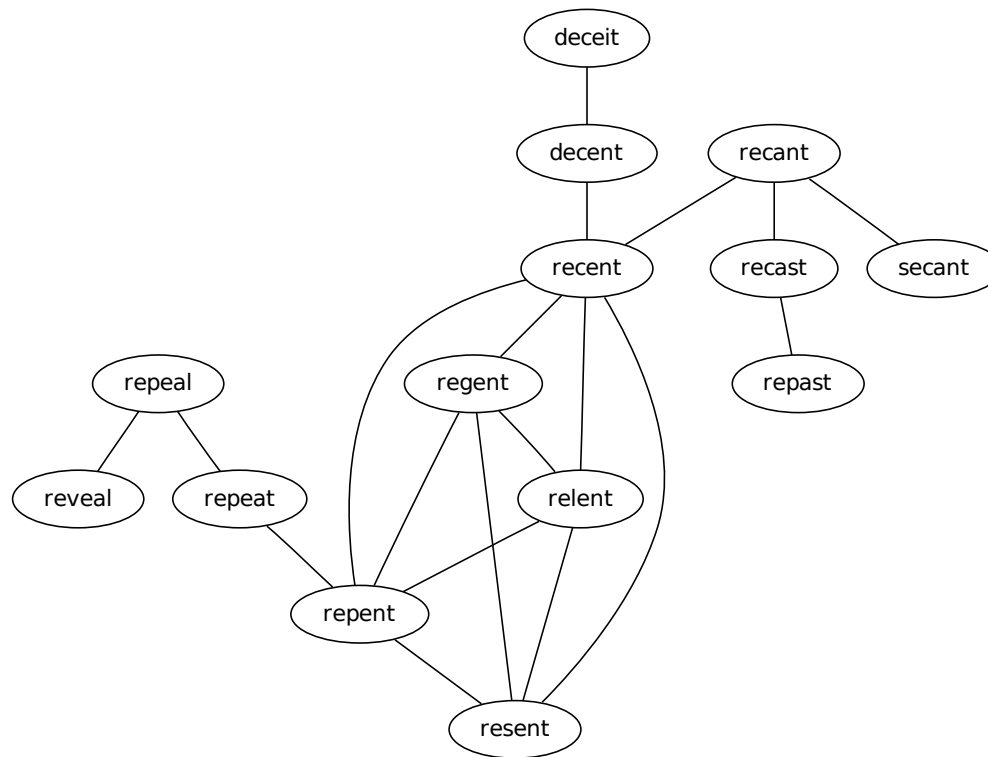 deceit
decent
recant
recent
recast
secant
repeal
regent
repast
reveal
repeat
relent
repent
resent